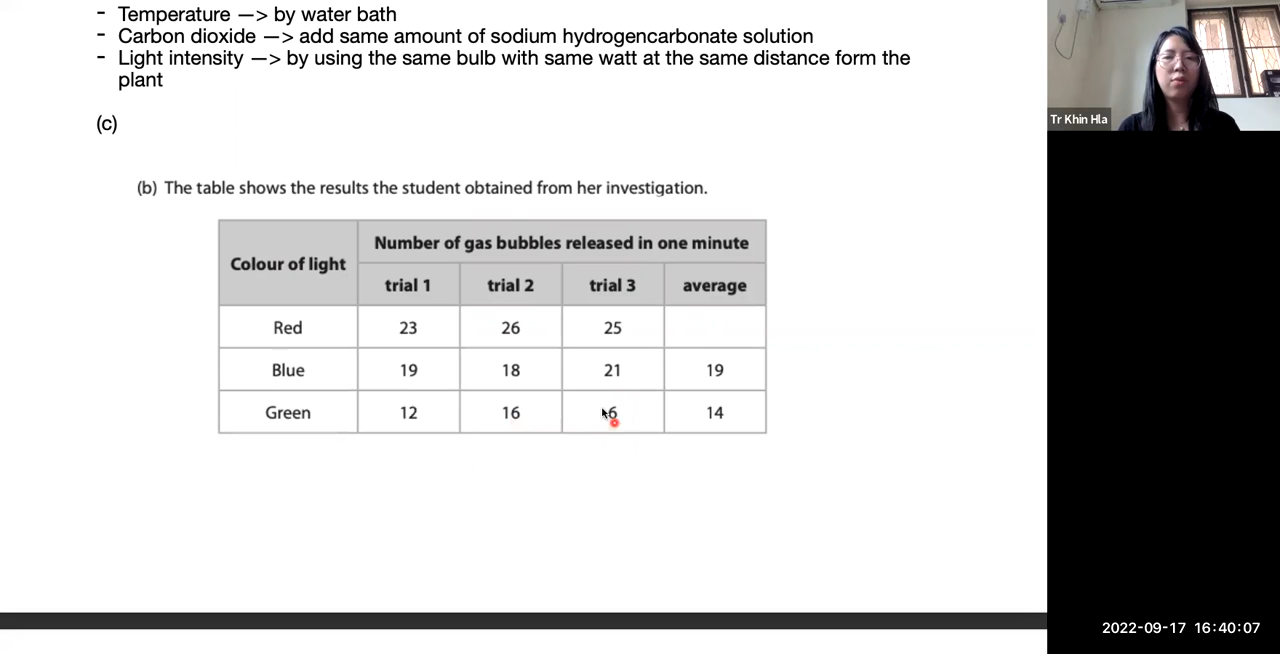 - Temperature —> by water bath
- Carbon dioxide —> add same amount of sodium hydrogencarbonate solution
- Light intensity —> by using the same bulb with same watt at the same distance form the
plant
(c)
Tr Khin Hla
(b) The table shows the results the student obtained from her investigation.
Colour of light
Number of gas bubbles released in one minute
trial 1 trial 2 trial 3 average
Red 23 26 25
Blue 19 18 21 19
Green 12 16 6 14
2022-09-17 16:40:07